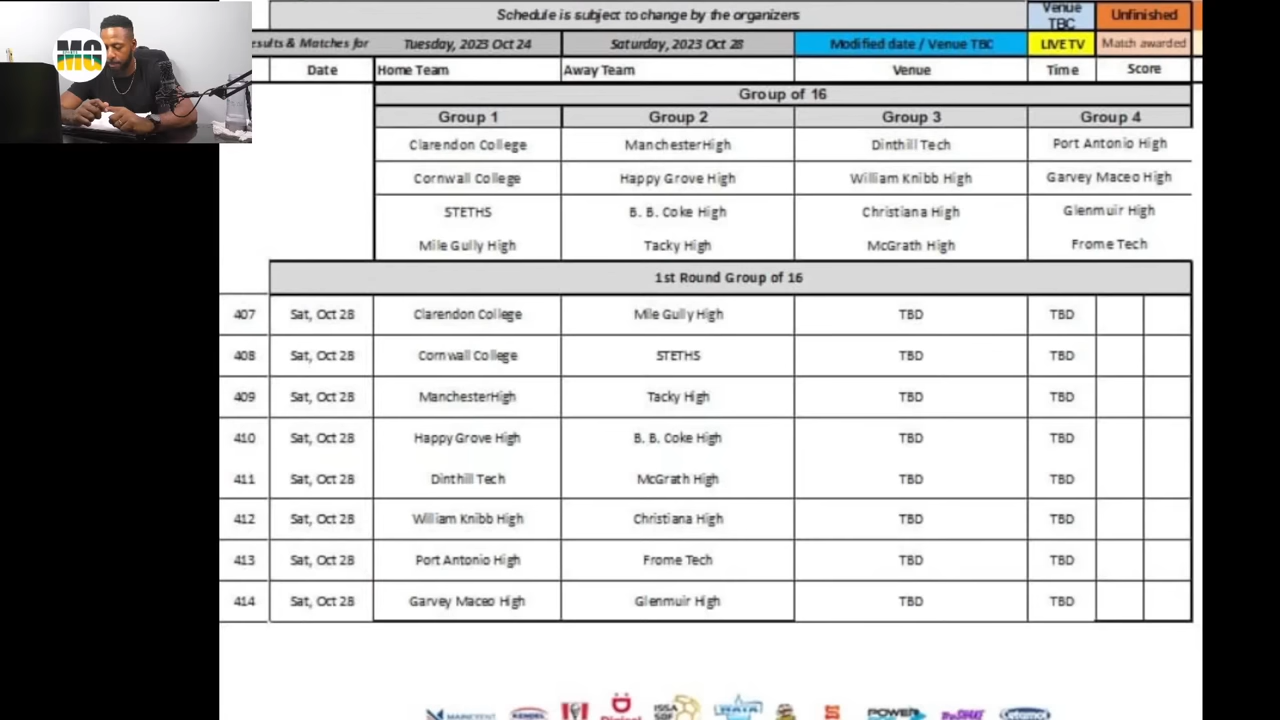 Schedule is subject to change by the organizers Venue TBC Unfinished
esults & Matches for Tuesday, 2023 Oct 24 Saturday, 2023 Oct 28 Modified date / Venue TBC LIVE TV Match awarded
Date Home Team Away Team Venue Time Score
Group of 16
Group 1 Group 2 Group 3 Group 4
Clarendon College ManchesterHigh Dinthill Tech Port Antonio High
Cornwall College Happy Grove High William Knibb High Garvey Maceo High
STETHS B. B. Coke High Christiana High Glenmuir High
Mile Gully High Tacky High McGrath High Frome Tech
1st Round Group of 16
407 Sat, Oct 28 Clarendon College Mile Gully High TBD TBD
408 Sat, Oct 28 Cornwall College STETHS TBD TBD
409 Sat, Oct 28 ManchesterHigh Tacky High TBD TBD
410 Sat, Oct 28 Happy Grove High B. B. Coke High TBD TBD
411 Sat, Oct 28 Dinthill Tech McGrath High TBD TBD
412 Sat, Oct 28 William Knibb High Christiana High TBD TBD
413 Sat, Oct 28 Port Antonio High Frome Tech TBD TBD
414 Sat, Oct 28 Garvey Maceo High Glenmuir High TBD TBD
MG
KFC Digicel ISSA WATA POWER Cetamol